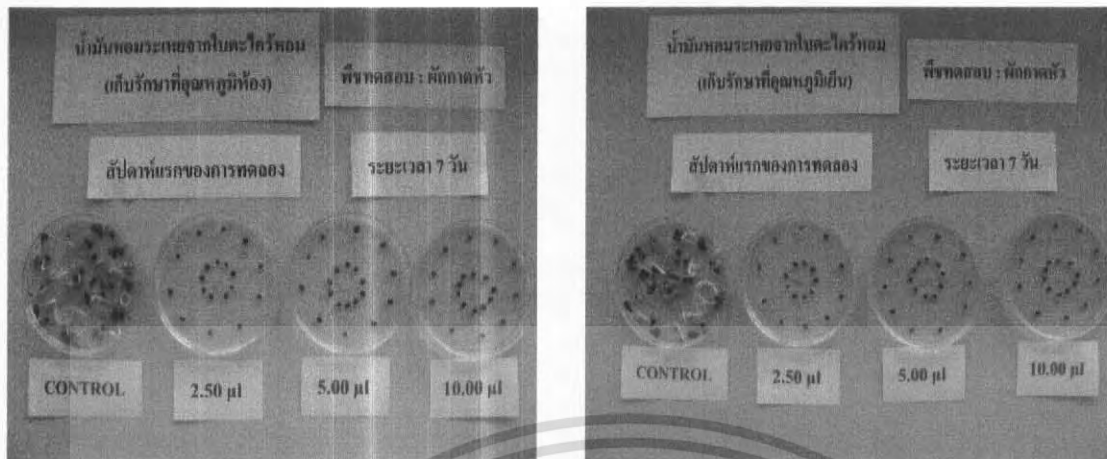 น้ำมันหอมระเหยจากใบตะไคร้หอม
(เก็บรักษาที่อุณหภูมิห้อง)
พืชทดสอบ : ผักกาดหัว
สัปดาห์แรกของการทดลอง
ระยะเวลา 7 วัน
CONTROL
2.50 µl
5.00 µl
10.00 µl
น้ำมันหอมระเหยจากใบตะไคร้หอม
(เก็บรักษาที่อุณหภูมิเย็น)
พืชทดสอบ : ผักกาดหัว
สัปดาห์แรกของการทดลอง
ระยะเวลา 7 วัน
CONTROL
2.50 µl
5.00 µl
10.00 µl